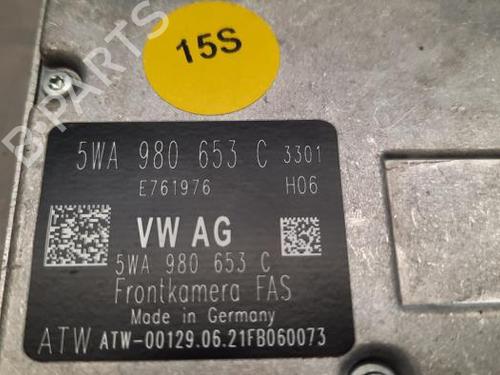 B-PARTS
15S
5WA 980 653 C 3301
E761976 H06
VW AG
5WA 980 653 C
Frontkamera FAS
Made in Germany
ATW ATW-00129.06.21FB060073